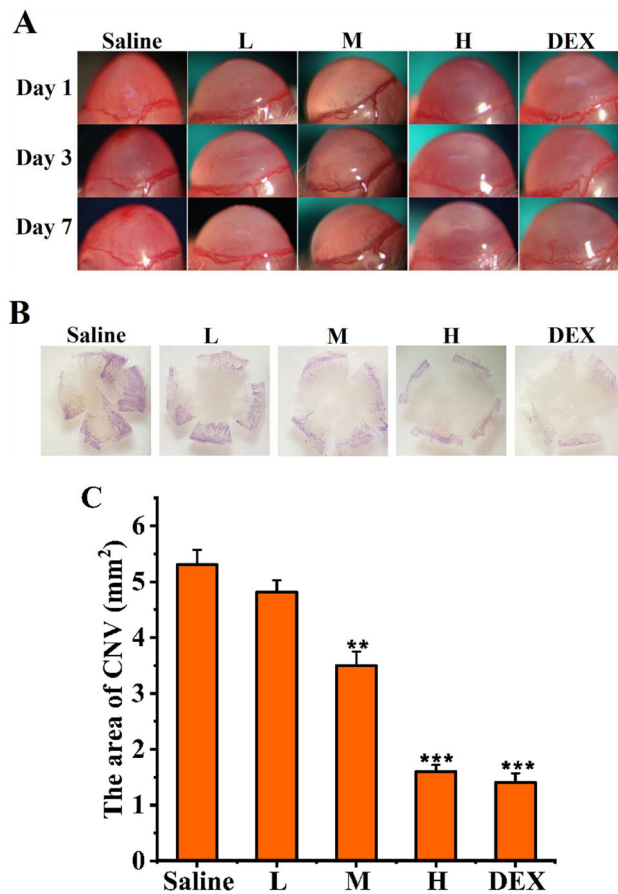 A
Saline L M H DEX
Day 1
Day 3
Day 7
B
Saline L M H DEX
C
The area of CNV (mm²)
6
5
4
3
2
1
0
**
***
***
Saline L M H DEX